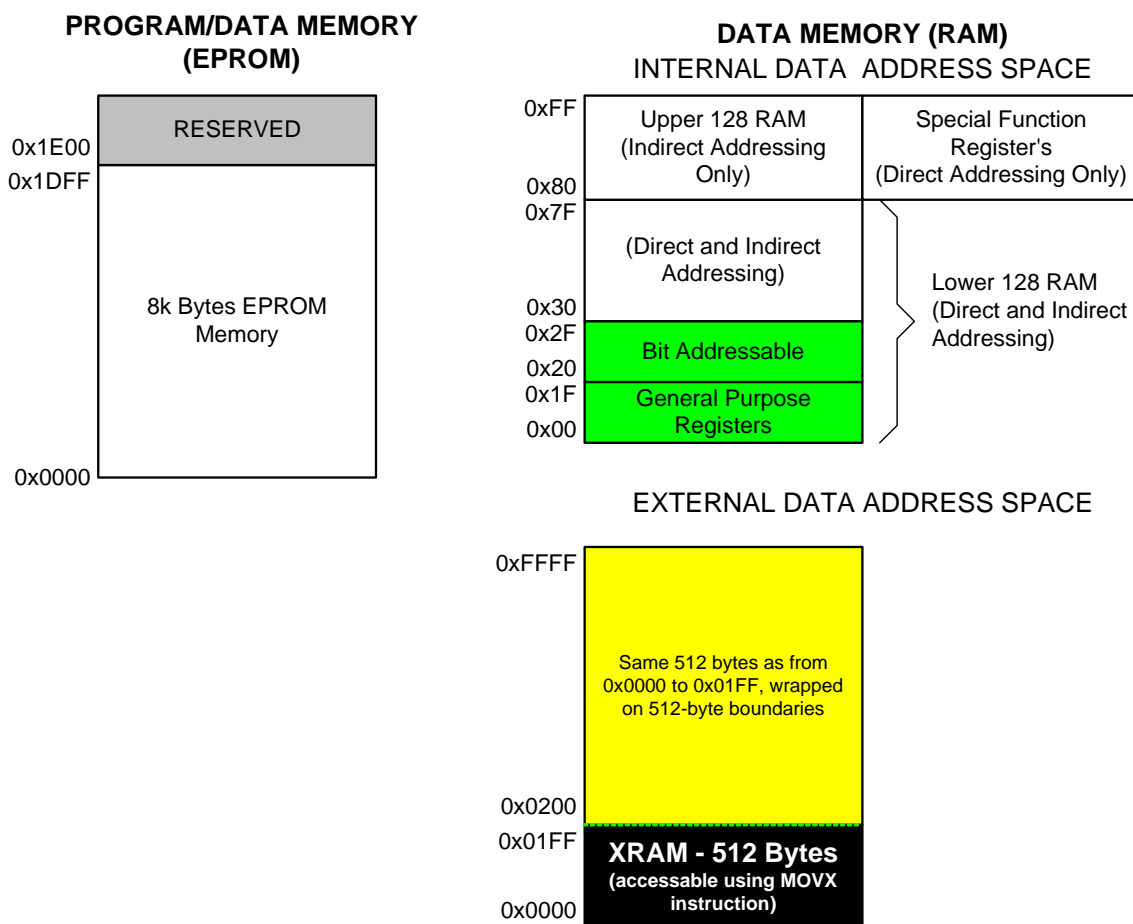 PROGRAM/DATA MEMORY
(EPROM)
RESERVED
0x1E00
0x1DFF
8k Bytes EPROM
Memory
0x0000
DATA MEMORY (RAM)
INTERNAL DATA ADDRESS SPACE
0xFF
Upper 128 RAM
(Indirect Addressing
Only)
0x80
Special Function
Register's
(Direct Addressing Only)
0x7F
(Direct and Indirect
Addressing)
0x30
Lower 128 RAM
(Direct and Indirect
Addressing)
0x2F
Bit Addressable
0x20
0x1F
General Purpose
Registers
0x00
EXTERNAL DATA ADDRESS SPACE
0xFFFF
Same 512 bytes as from
0x0000 to 0x01FF, wrapped
on 512-byte boundaries
0x0200
0x01FF
XRAM - 512 Bytes
(accessable using MOVX
instruction)
0x0000